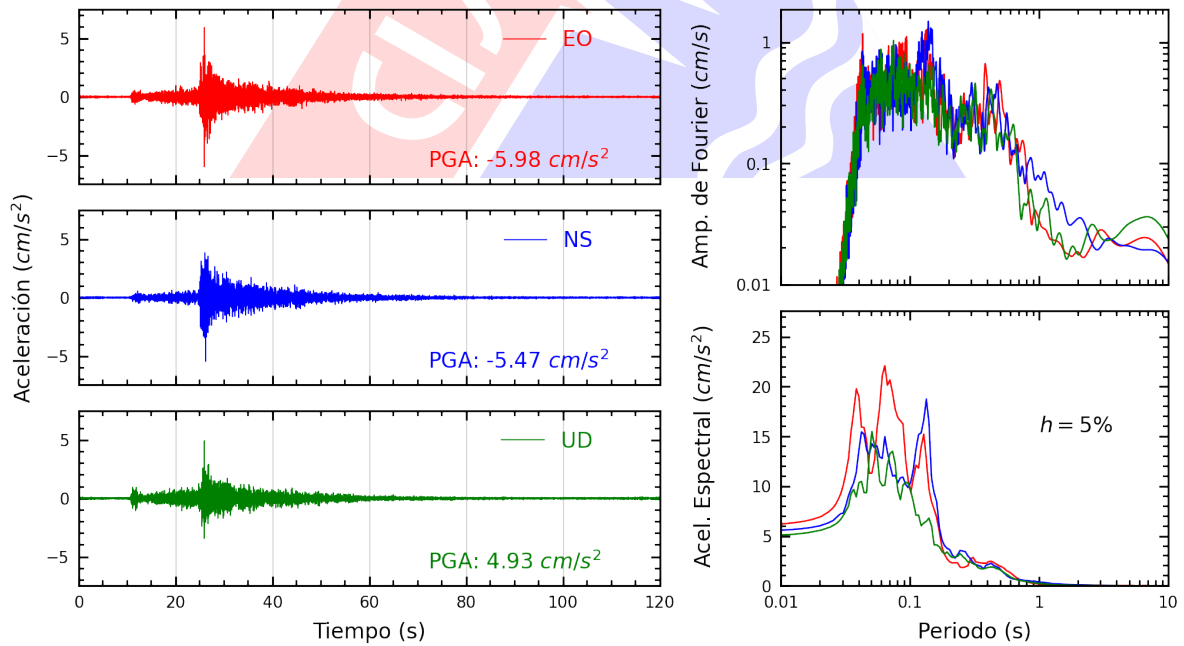 Aceleración (cm/s²)
5
0
−5
EO
PGA: -5.98 cm/s²
5
0
−5
NS
PGA: -5.47 cm/s²
5
0
−5
UD
PGA: 4.93 cm/s²
0 20 40 60 80 100 120
Tiempo (s)
Amp. de Fourier (cm/s)
1
0.1
0.01
Acel. Espectral (cm/s²)
25
20
15
10
5
0
h = 5%
0.01 0.1 1 10
Periodo (s)